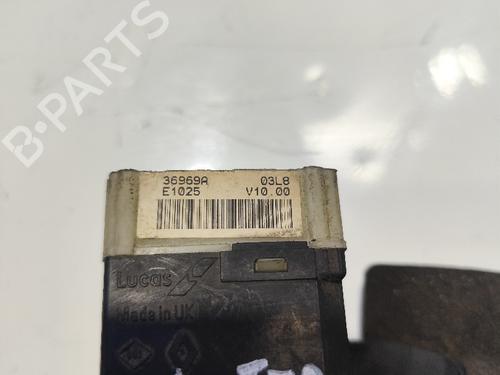 B-PARTS
36969A 03L8
E1025 V10.00
Lucas
Made in UK